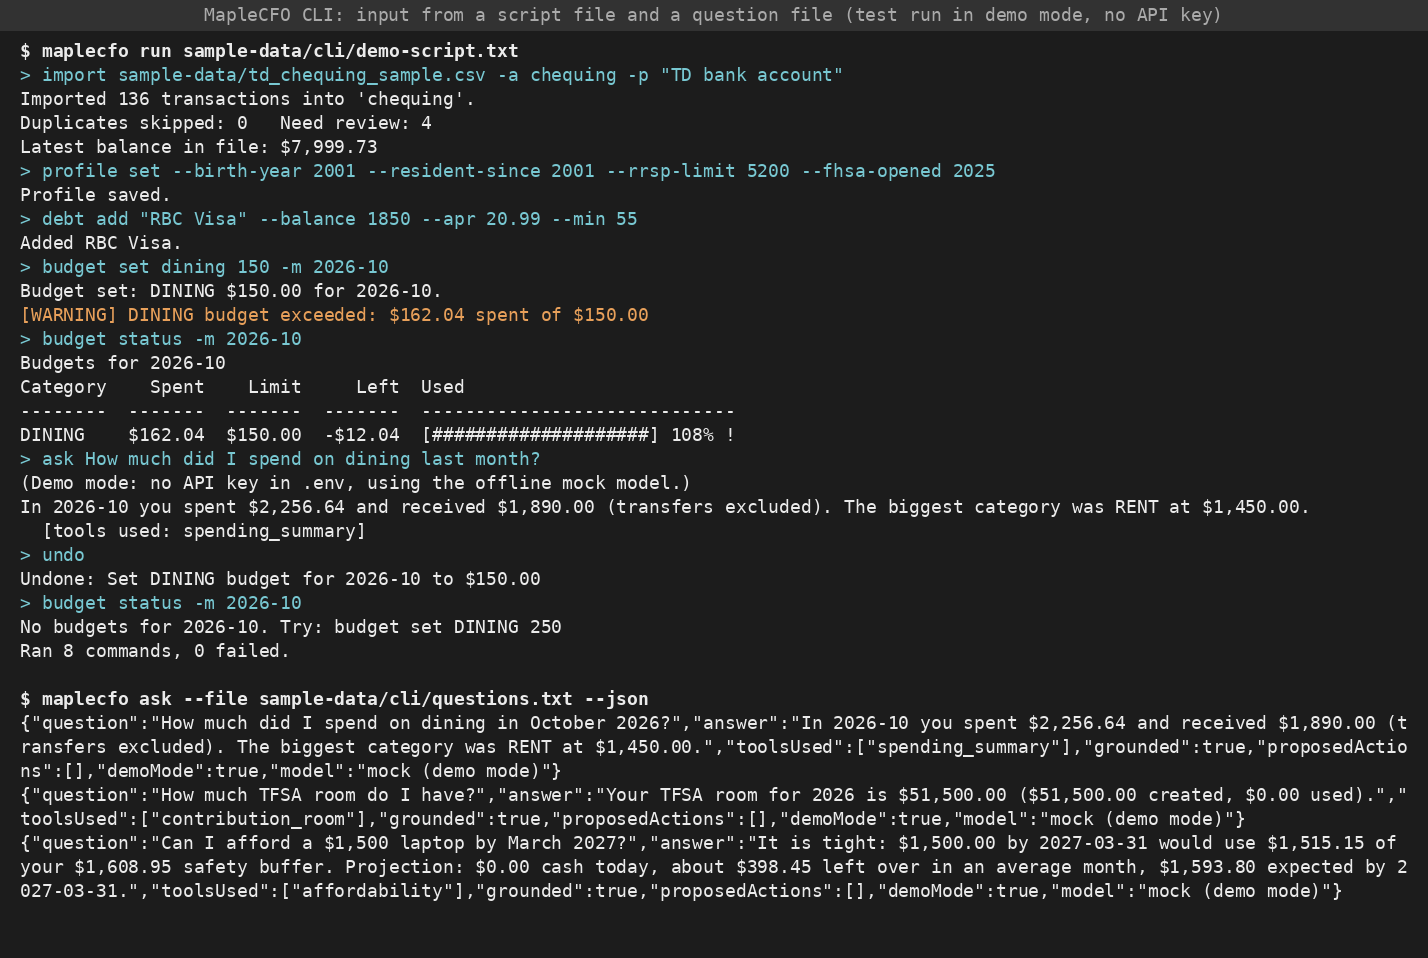 MapleCFO CLI: input from a script file and a question file (test run in demo mode, no API key)
$ maplecfo run sample-data/cli/demo-script.txt
> import sample-data/td_chequing_sample.csv -a chequing -p "TD bank account"
Imported 136 transactions into 'chequing'.
Duplicates skipped: 0   Need review: 4
Latest balance in file: $7,999.73
> profile set --birth-year 2001 --resident-since 2001 --rrsp-limit 5200 --fhsa-opened 2025
Profile saved.
> debt add "RBC Visa" --balance 1850 --apr 20.99 --min 55
Added RBC Visa.
> budget set dining 150 -m 2026-10
Budget set: DINING $150.00 for 2026-10.
[WARNING] DINING budget exceeded: $162.04 spent of $150.00
> budget status -m 2026-10
Budgets for 2026-10
Category    Spent    Limit     Left  Used
--------  -------  -------  -------  -----------------------------
DINING    $162.04  $150.00  -$12.04  [####################] 108% !
> ask How much did I spend on dining last month?
(Demo mode: no API key in .env, using the offline mock model.)
In 2026-10 you spent $2,256.64 and received $1,890.00 (transfers excluded). The biggest category was RENT at $1,450.00.
  [tools used: spending_summary]
> undo
Undone: Set DINING budget for 2026-10 to $150.00
> budget status -m 2026-10
No budgets for 2026-10. Try: budget set DINING 250
Ran 8 commands, 0 failed.

$ maplecfo ask --file sample-data/cli/questions.txt --json
{"question":"How much did I spend on dining in October 2026?","answer":"In 2026-10 you spent $2,256.64 and received $1,890.00 (t
ransfers excluded). The biggest category was RENT at $1,450.00.","toolsUsed":["spending_summary"],"grounded":true,"proposedActio
ns":[],"demoMode":true,"model":"mock (demo mode)"}
{"question":"How much TFSA room do I have?","answer":"Your TFSA room for 2026 is $51,500.00 ($51,500.00 created, $0.00 used).","
toolsUsed":["contribution_room"],"grounded":true,"proposedActions":[],"demoMode":true,"model":"mock (demo mode)"}
{"question":"Can I afford a $1,500 laptop by March 2027?","answer":"It is tight: $1,500.00 by 2027-03-31 would use $1,515.15 of
your $1,608.95 safety buffer. Projection: $0.00 cash today, about $398.45 left over in an average month, $1,593.80 expected by 2
027-03-31.","toolsUsed":["affordability"],"grounded":true,"proposedActions":[],"demoMode":true,"model":"mock (demo mode)"}